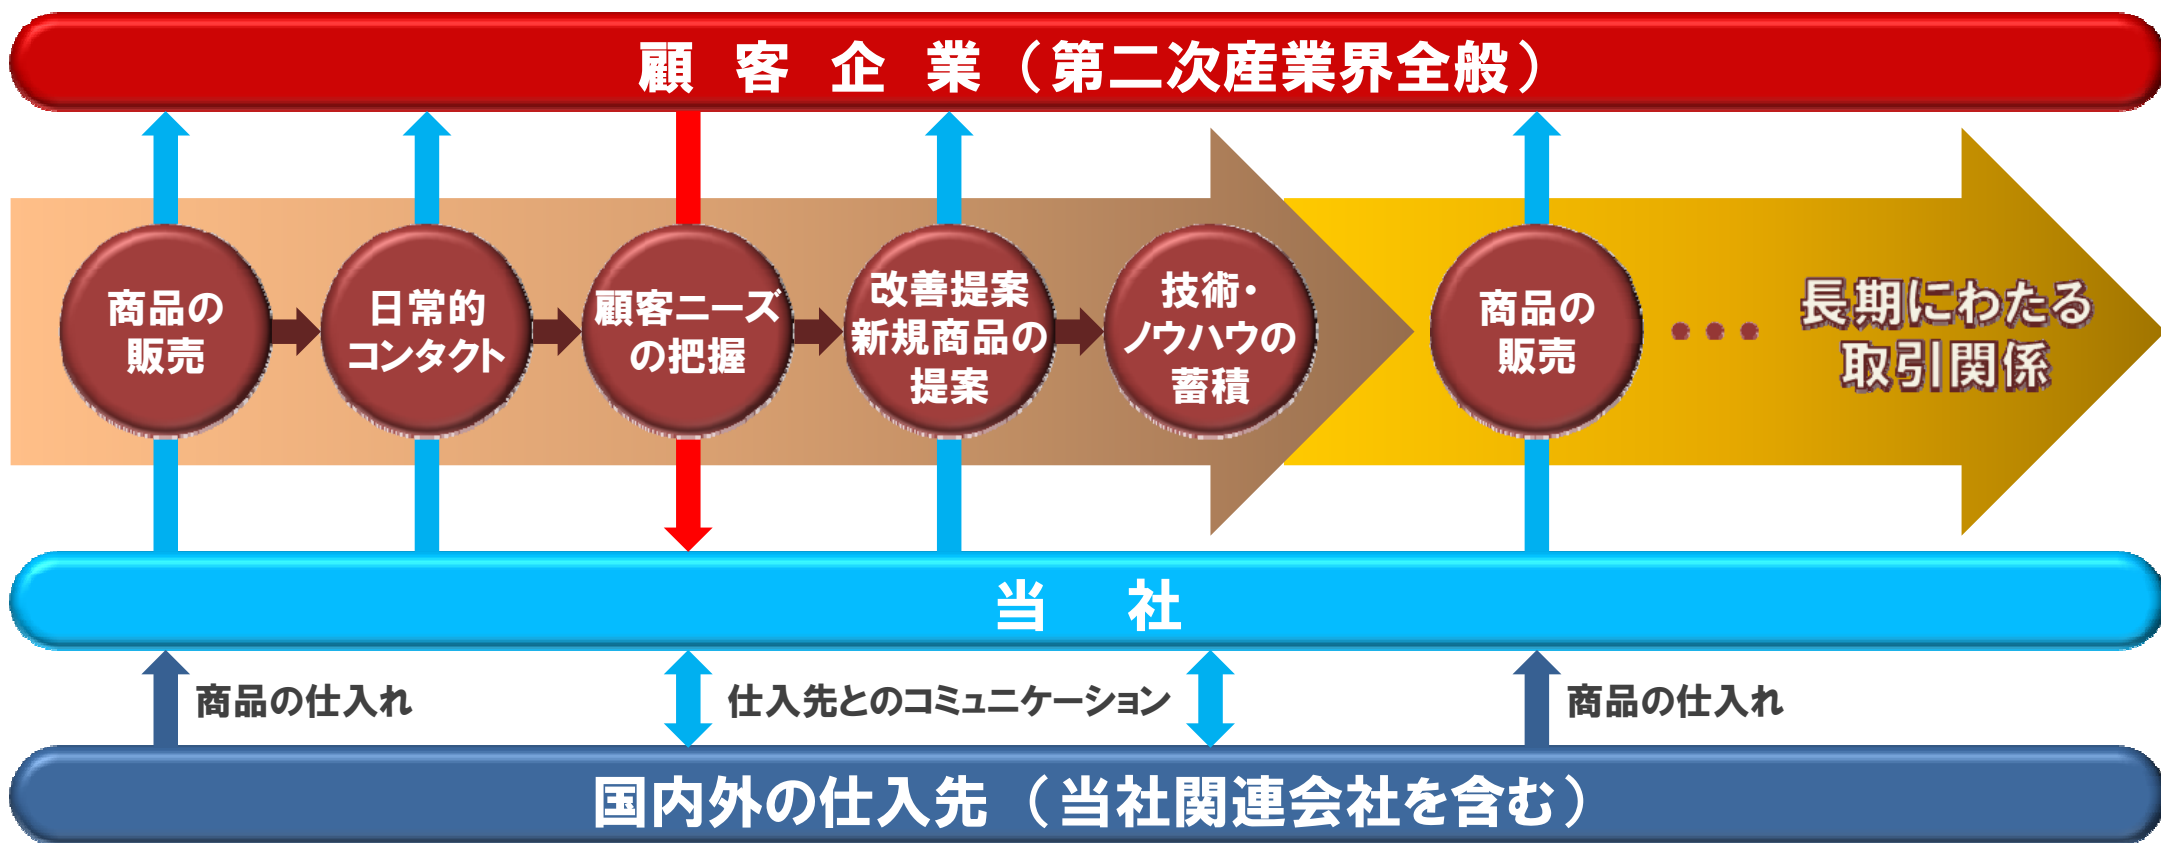 顧客企業（第二次産業界全般）
商品の
販売
日常的
コンタクト
顧客ニーズ
の把握
改善提案
新規商品の
提案
技術・
ノウハウの
蓄積
商品の
販売
長期にわたる
取引関係
当社
商品の仕入れ
仕入先とのコミュニケーション
商品の仕入れ
国内外の仕入先（当社関連会社を含む）